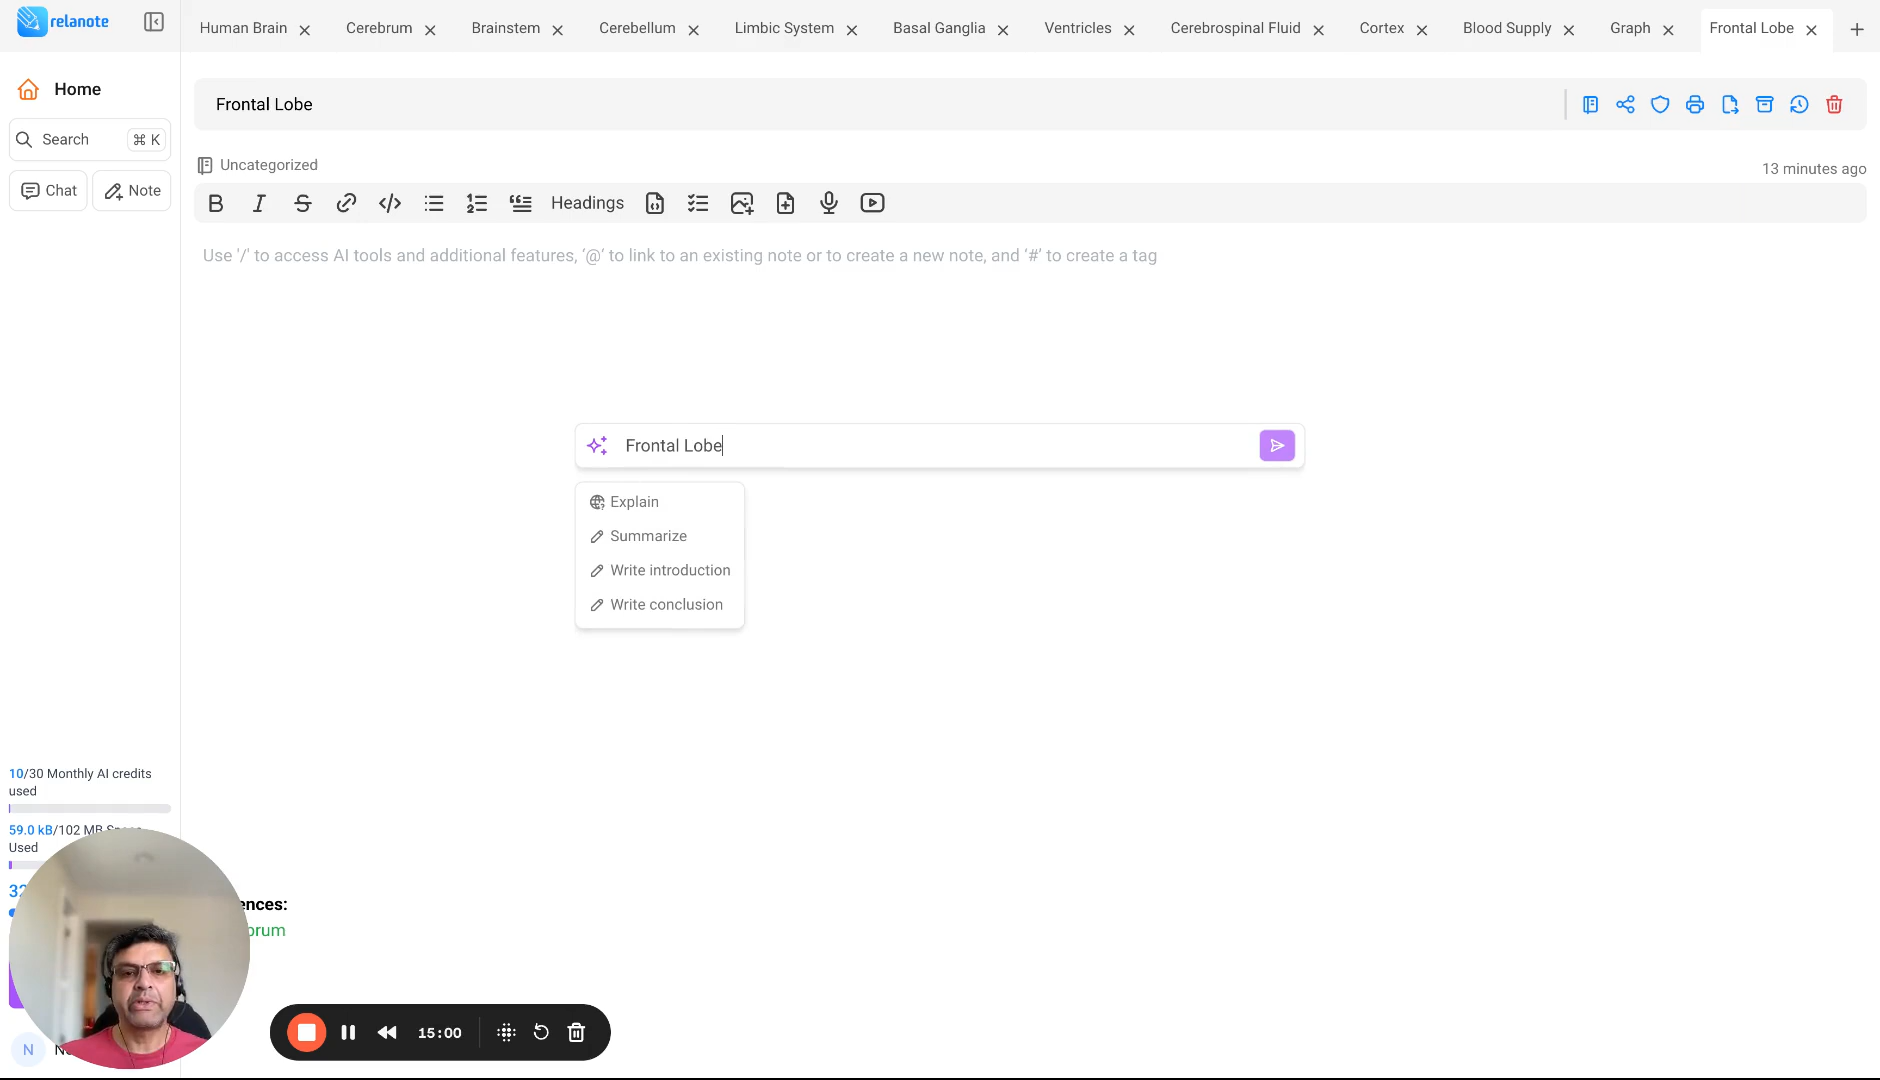 relanote
Human Brain
Cerebrum
Brainstem
Cerebellum
Limbic System
Basal Ganglia
Ventricles
Cerebrospinal Fluid
Cortex
Blood Supply
Graph
Frontal Lobe
Home
Search ⌘ K
Chat
Note
Frontal Lobe
Uncategorized
13 minutes ago
Headings
Use '/' to access AI tools and additional features, '@' to link to an existing note or to create a new note, and '#' to create a tag
Frontal Lobe
Explain
Summarize
Write introduction
Write conclusion
10/30 Monthly AI credits
used
59.0 kB/102 MB
Used
ences:
brum
15:00
N